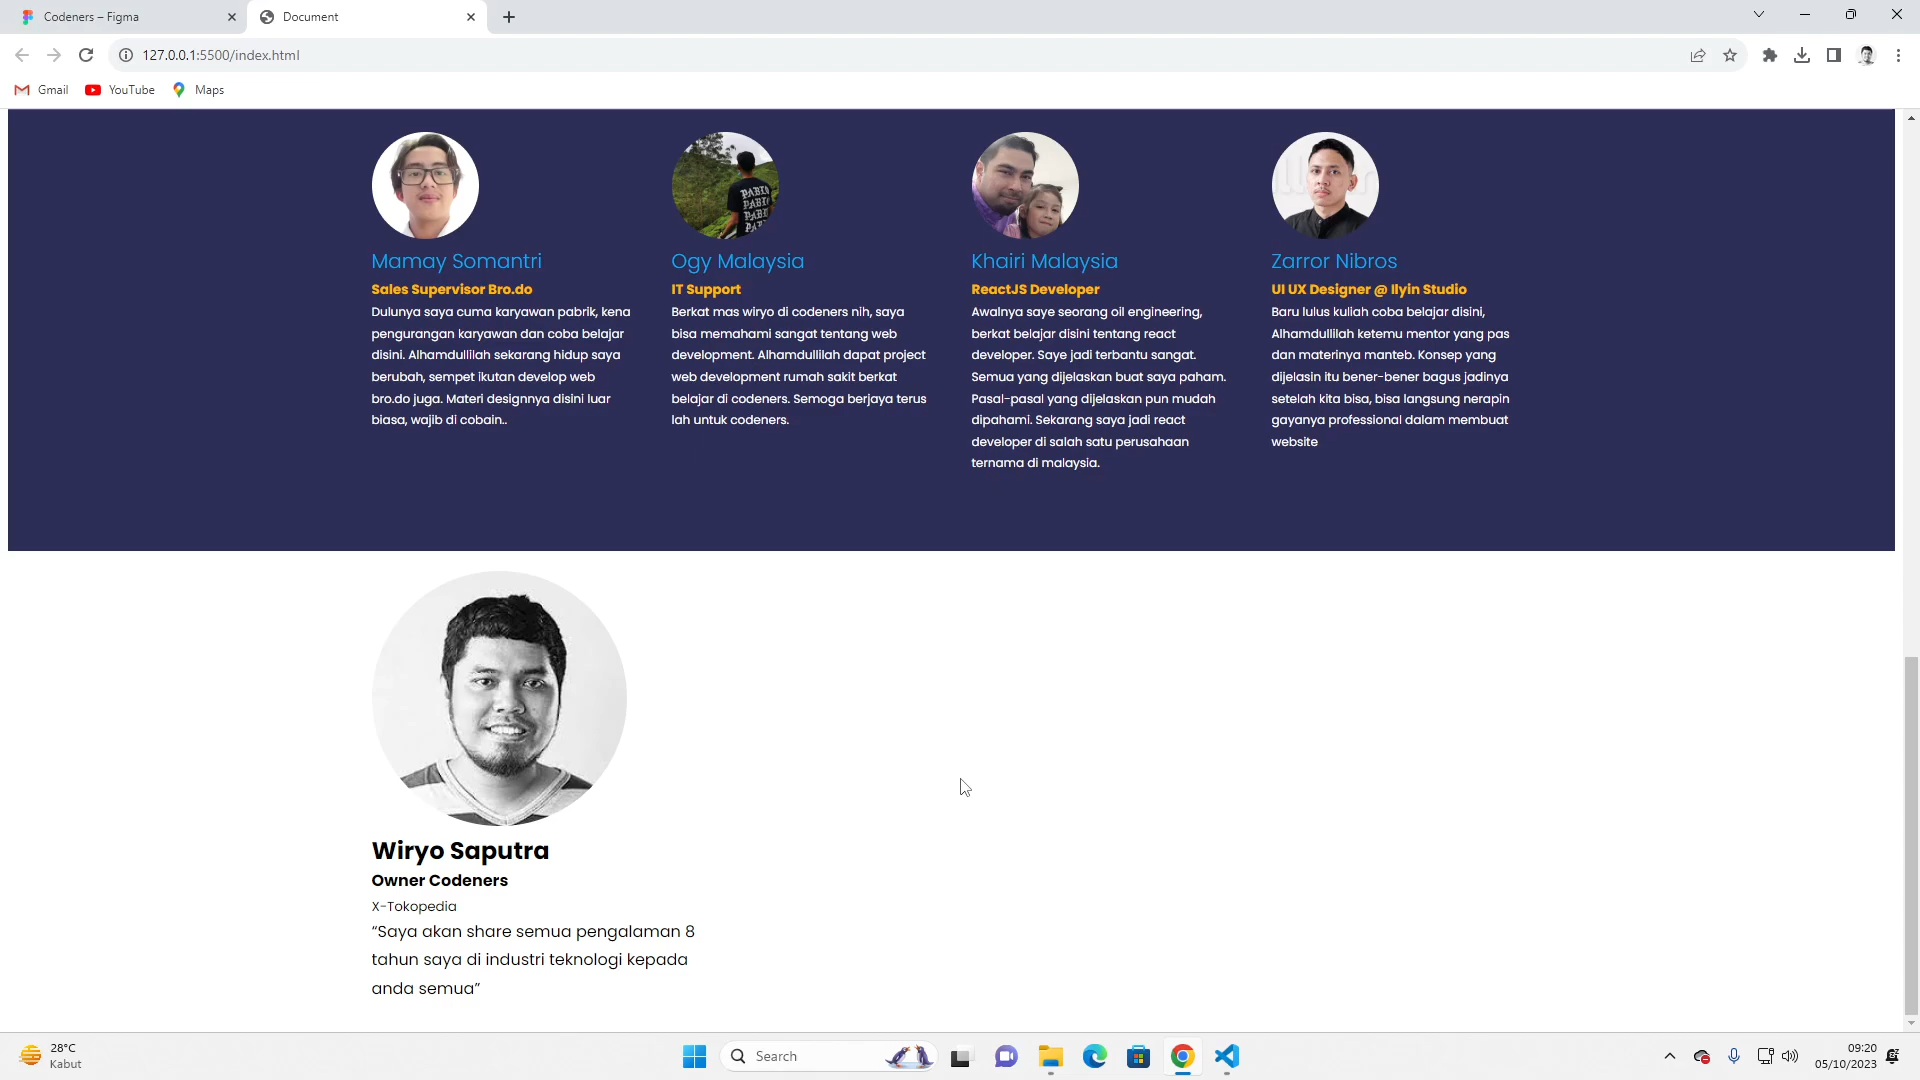 Codeners – Figma
Document
127.0.0.1:5500/index.html
Gmail
YouTube
Maps
PABLO
PABLO
PABLO
Mamay Somantri
Sales Supervisor Bro.do
Dulunya saya cuma karyawan pabrik, kena
pengurangan karyawan dan coba belajar
disini. Alhamdullilah sekarang hidup saya
berubah, sempet ikutan develop web
bro.do juga. Materi designnya disini luar
biasa, wajib di cobain..
Ogy Malaysia
IT Support
Berkat mas wiryo di codeners nih, saya
bisa memahami sangat tentang web
development. Alhamdullilah dapat project
web development rumah sakit berkat
belajar di codeners. Semoga berjaya terus
lah untuk codeners.
Khairi Malaysia
ReactJS Developer
Awalnya saye seorang oil engineering,
berkat belajar disini tentang react
developer. Saye jadi terbantu sangat.
Semua yang dijelaskan buat saya paham.
Pasal-pasal yang dijelaskan pun mudah
dipahami. Sekarang saya jadi react
developer di salah satu perusahaan
ternama di malaysia.
Zarror Nibros
UI UX Designer @ Ilyin Studio
Baru lulus kuliah coba belajar disini,
Alhamdullilah ketemu mentor yang pas
dan materinya manteb. Konsep yang
dijelasin itu bener-bener bagus jadinya
setelah kita bisa, bisa langsung nerapin
gayanya professional dalam membuat
website
Wiryo Saputra
Owner Codeners
X-Tokopedia
“Saya akan share semua pengalaman 8
tahun saya di industri teknologi kepada
anda semua”
28°C
Kabut
Search
09:20
05/10/2023